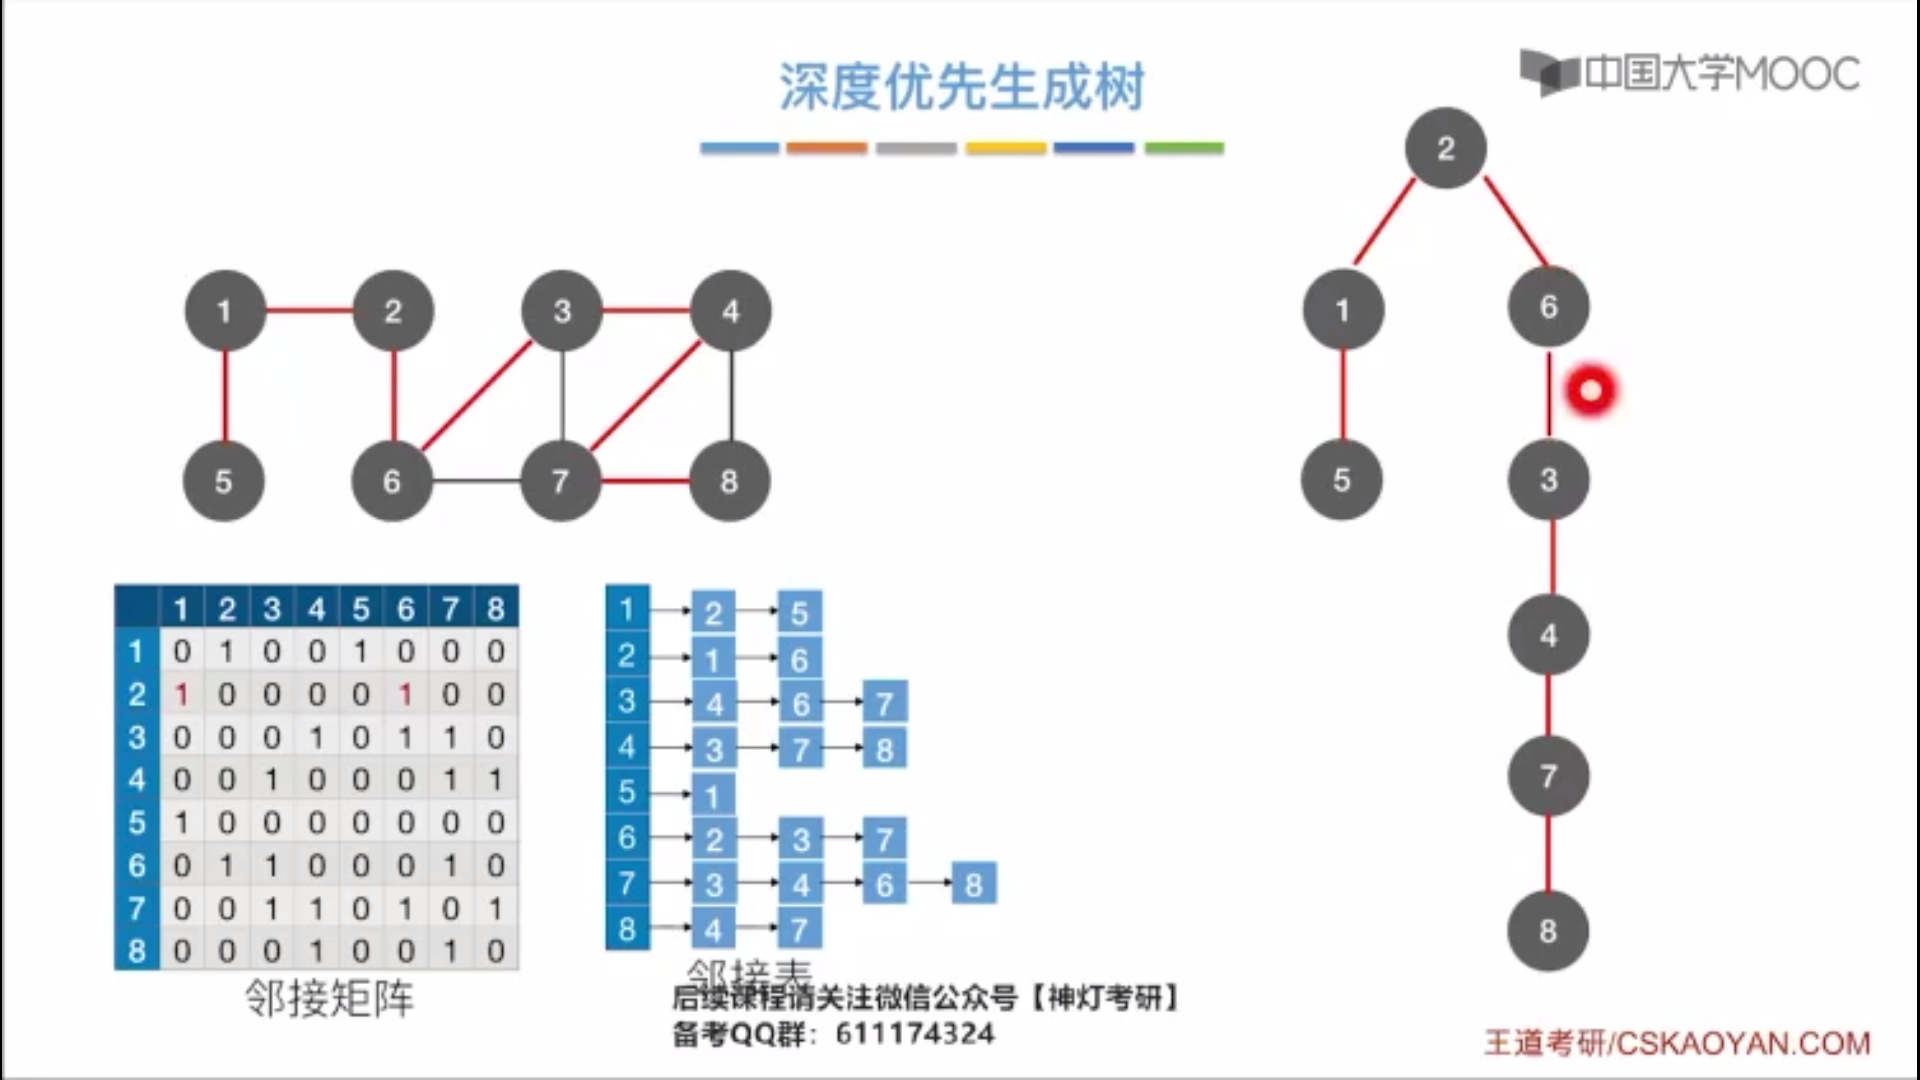 深度优先生成树
中国大学MOOC
2
1 2 3 4
1 6
5 6 7 8
5 3
4
7
8
1 2 3 4 5 6 7 8
1 0 1 0 0 1 0 0 0
2 1 0 0 0 0 1 0 0
3 0 0 0 1 0 1 1 0
4 0 0 1 0 0 0 1 1
5 1 0 0 0 0 0 0 0
6 0 1 1 0 0 0 1 0
7 0 0 1 1 0 1 0 1
8 0 0 0 1 0 0 1 0
邻接矩阵
1 2 5
2 1 6
3 4 6 7
4 3 7 8
5 1
6 2 3 7
7 3 4 6 8
8 4 7
邻接表
后续课程请关注微信公众号【神灯考研】
备考QQ群：611174324
王道考研/CSKAOYAN.COM